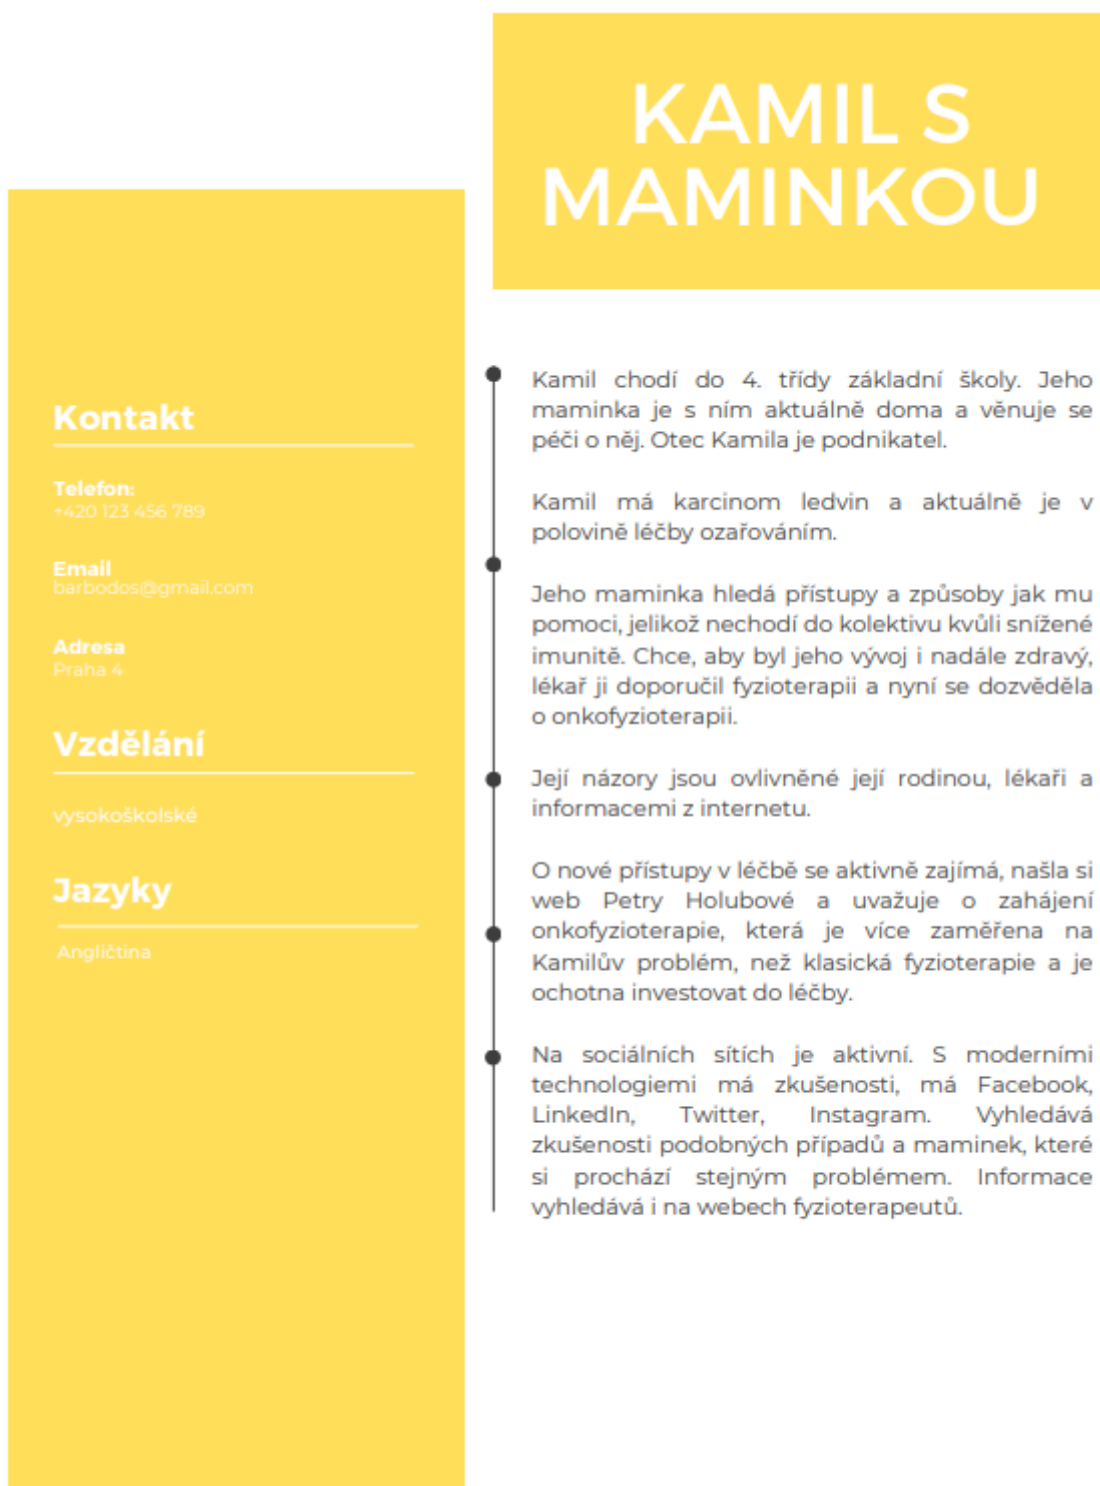 KAMIL S
MAMINKOU
Kontakt
Telefon:
+420 123 456 789
Email
barbodos@gmail.com
Adresa
Praha 4
Vzdělání
vysokoškolské
Jazyky
Angličtina
Kamil chodí do 4. třídy základní školy. Jeho
maminka je s ním aktuálně doma a věnuje se
péči o něj. Otec Kamila je podnikatel.
Kamil má karcinom ledvin a aktuálně je v
polovině léčby ozařováním.
Jeho maminka hledá přístupy a způsoby jak mu
pomoci, jelikož nechodí do kolektivu kvůli snížené
imunitě. Chce, aby byl jeho vývoj i nadále zdravý,
lékař ji doporučil fyzioterapii a nyní se dozvěděla
o onkofyzioterapii.
Její názory jsou ovlivněné její rodinou, lékaři a
informacemi z internetu.
O nové přístupy v léčbě se aktivně zajímá, našla si
web Petry Holubové a uvažuje o zahájení
onkofyzioterapie, která je více zaměřena na
Kamilův problém, než klasická fyzioterapie a je
ochotna investovat do léčby.
Na sociálních sítích je aktivní. S moderními
technologiemi má zkušenosti, má Facebook,
LinkedIn, Twitter, Instagram. Vyhledává
zkušenosti podobných případů a maminek, které
si prochází stejným problémem. Informace
vyhledává i na webech fyzioterapeutů.